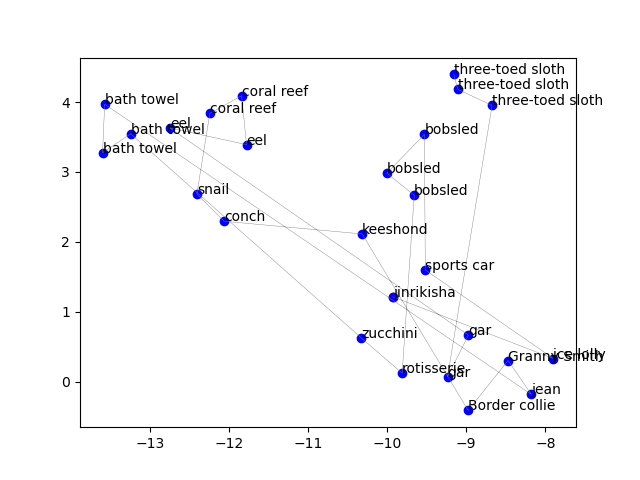 three-toed sloth
three-toed sloth
three-toed sloth
coral reef
bath towel
coral reef
eel
bath towel
bobsled
eel
bath towel
bobsled
snail
bobsled
conch
keeshond
sports car
jinrikisha
zucchini
gar
Granny Smith
ice lolly
rotisserie
gar
jean
Border collie
4
3
2
1
0
−13
−12
−11
−10
−9
−8